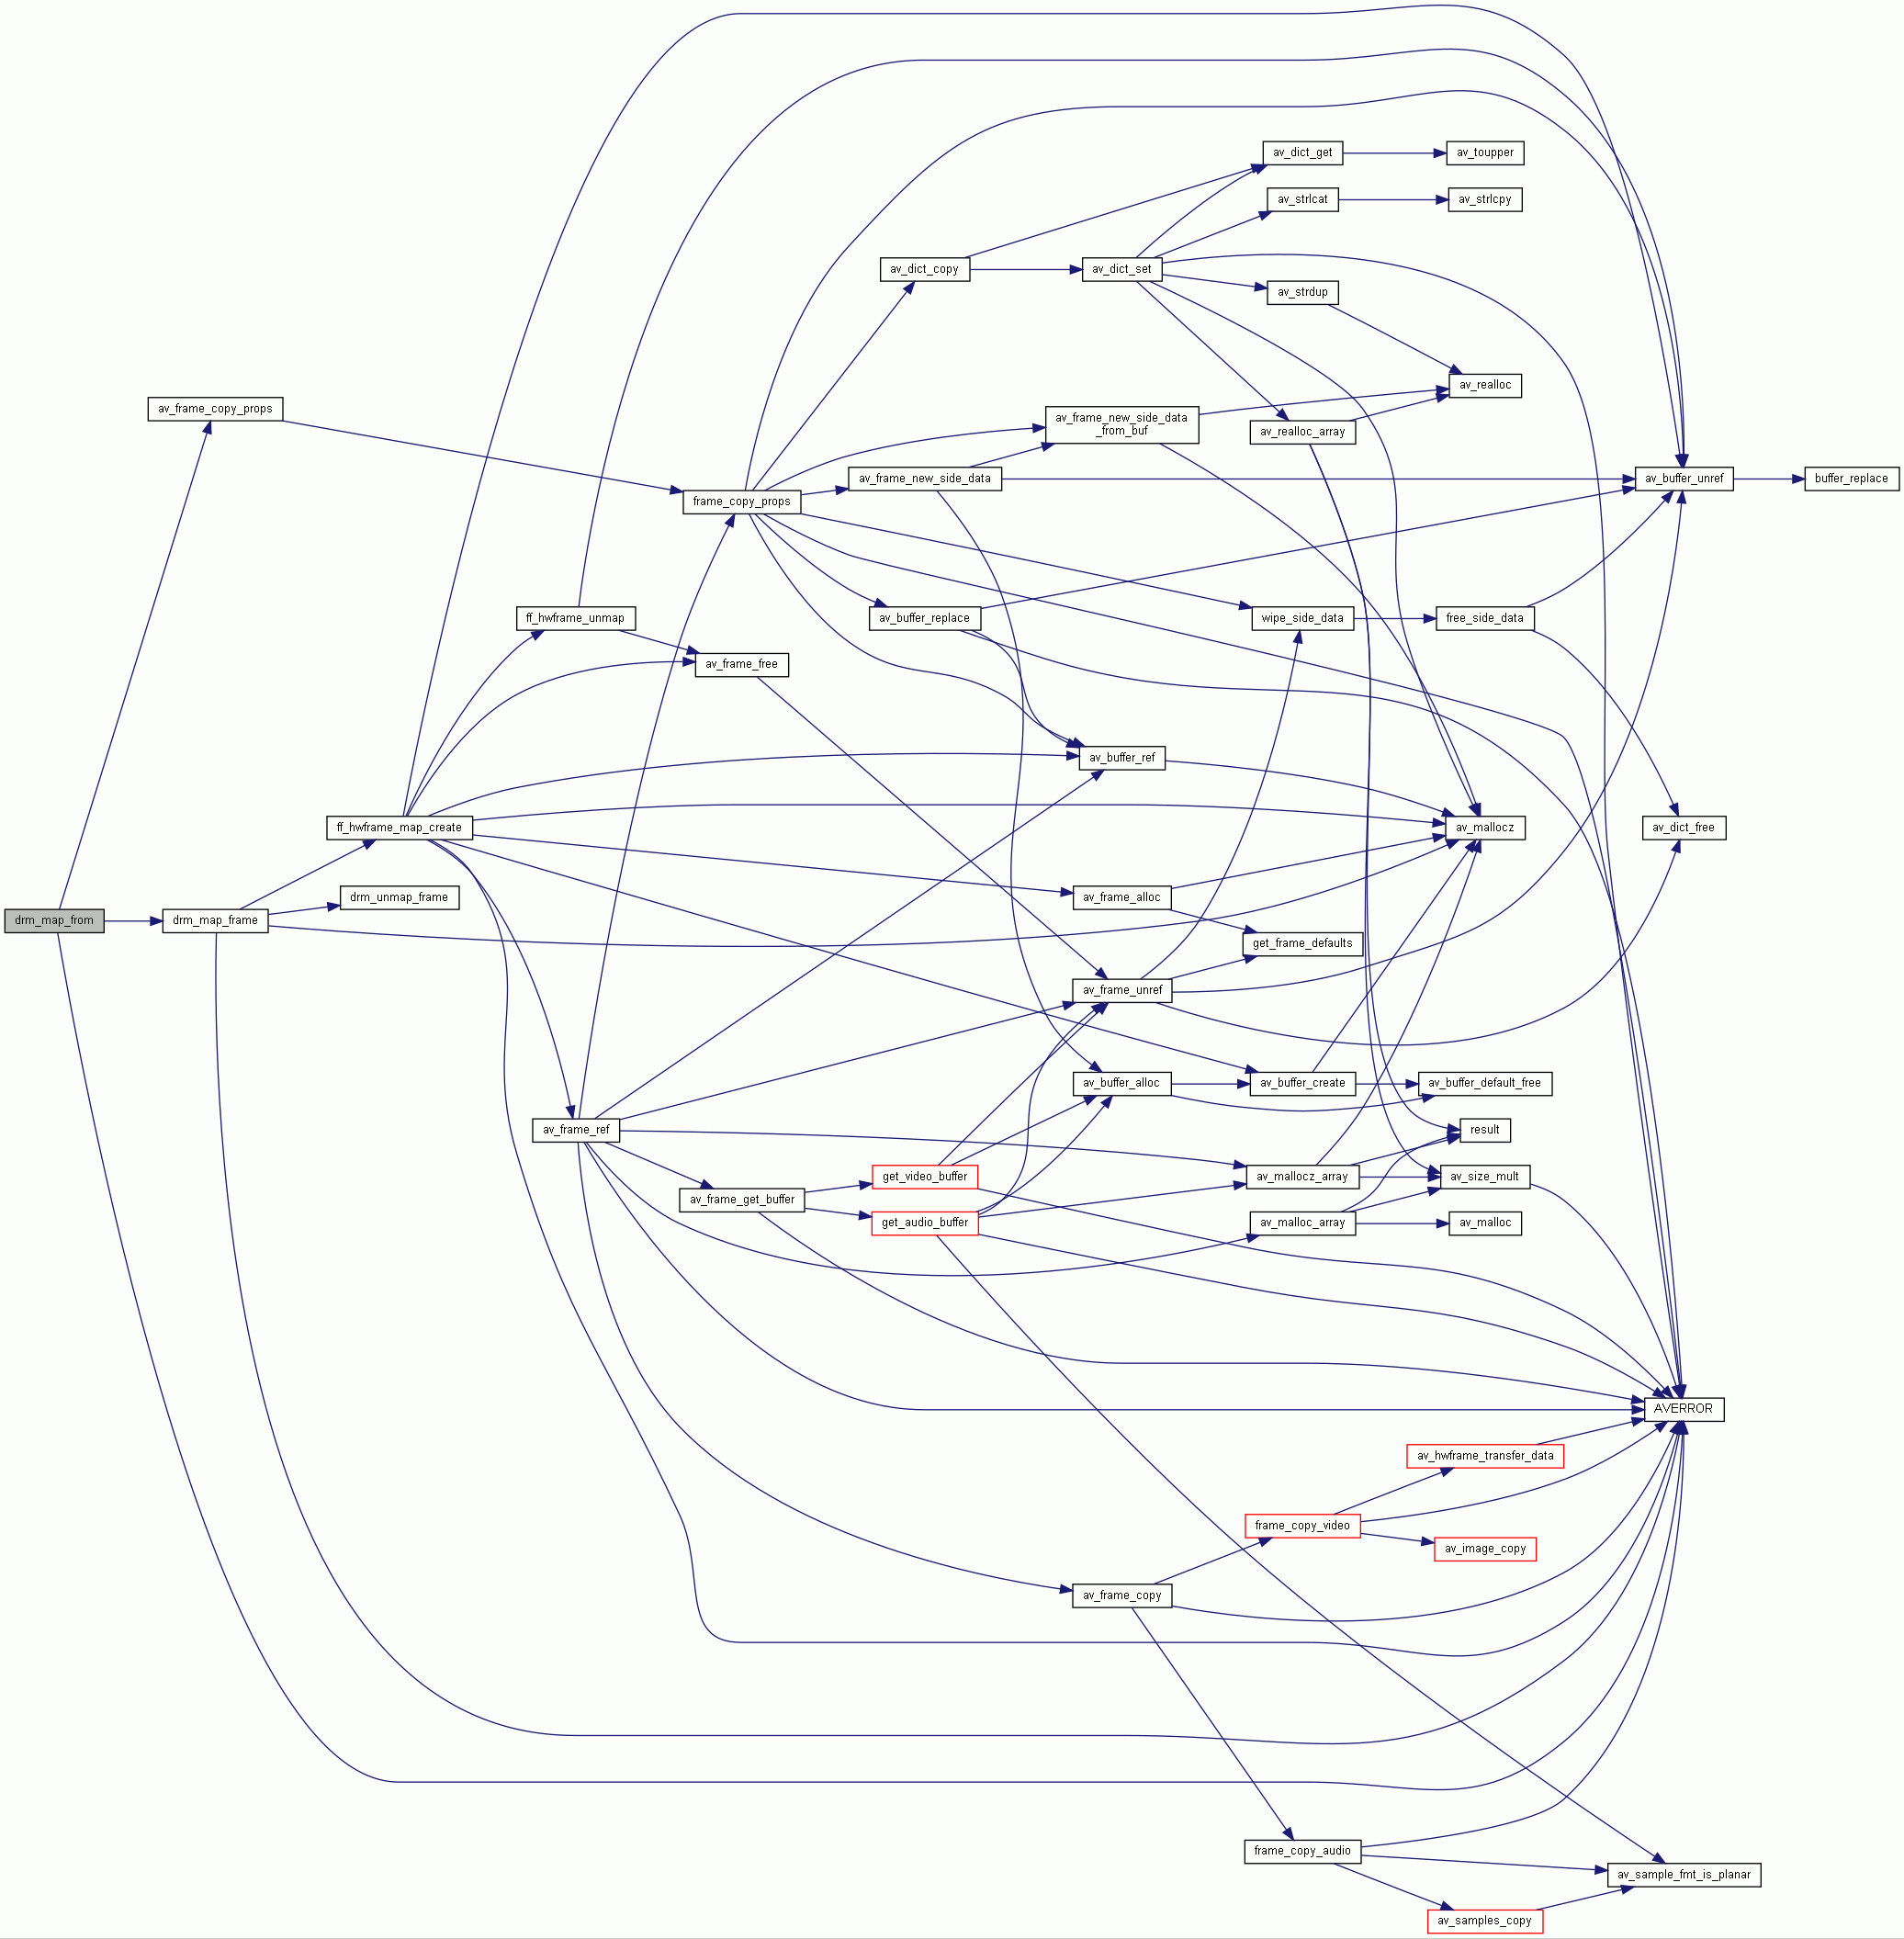 av_dict_get
av_toupper
av_strlcat
av_strlcpy
av_dict_copy
av_dict_set
av_strdup
av_realloc
av_frame_copy_props
av_frame_new_side_data
_from_buf
av_realloc_array
av_frame_new_side_data
av_buffer_unref
buffer_replace
frame_copy_props
ff_hwframe_unmap
av_buffer_replace
wipe_side_data
free_side_data
av_frame_free
av_buffer_ref
ff_hwframe_map_create
av_mallocz
av_dict_free
drm_unmap_frame
av_frame_alloc
drm_map_from
drm_map_frame
get_frame_defaults
av_frame_unref
av_buffer_alloc
av_buffer_create
av_buffer_default_free
av_frame_ref
result
get_video_buffer
av_mallocz_array
av_size_mult
av_frame_get_buffer
get_audio_buffer
av_malloc_array
av_malloc
AVERROR
av_hwframe_transfer_data
frame_copy_video
av_image_copy
av_frame_copy
frame_copy_audio
av_sample_fmt_is_planar
av_samples_copy